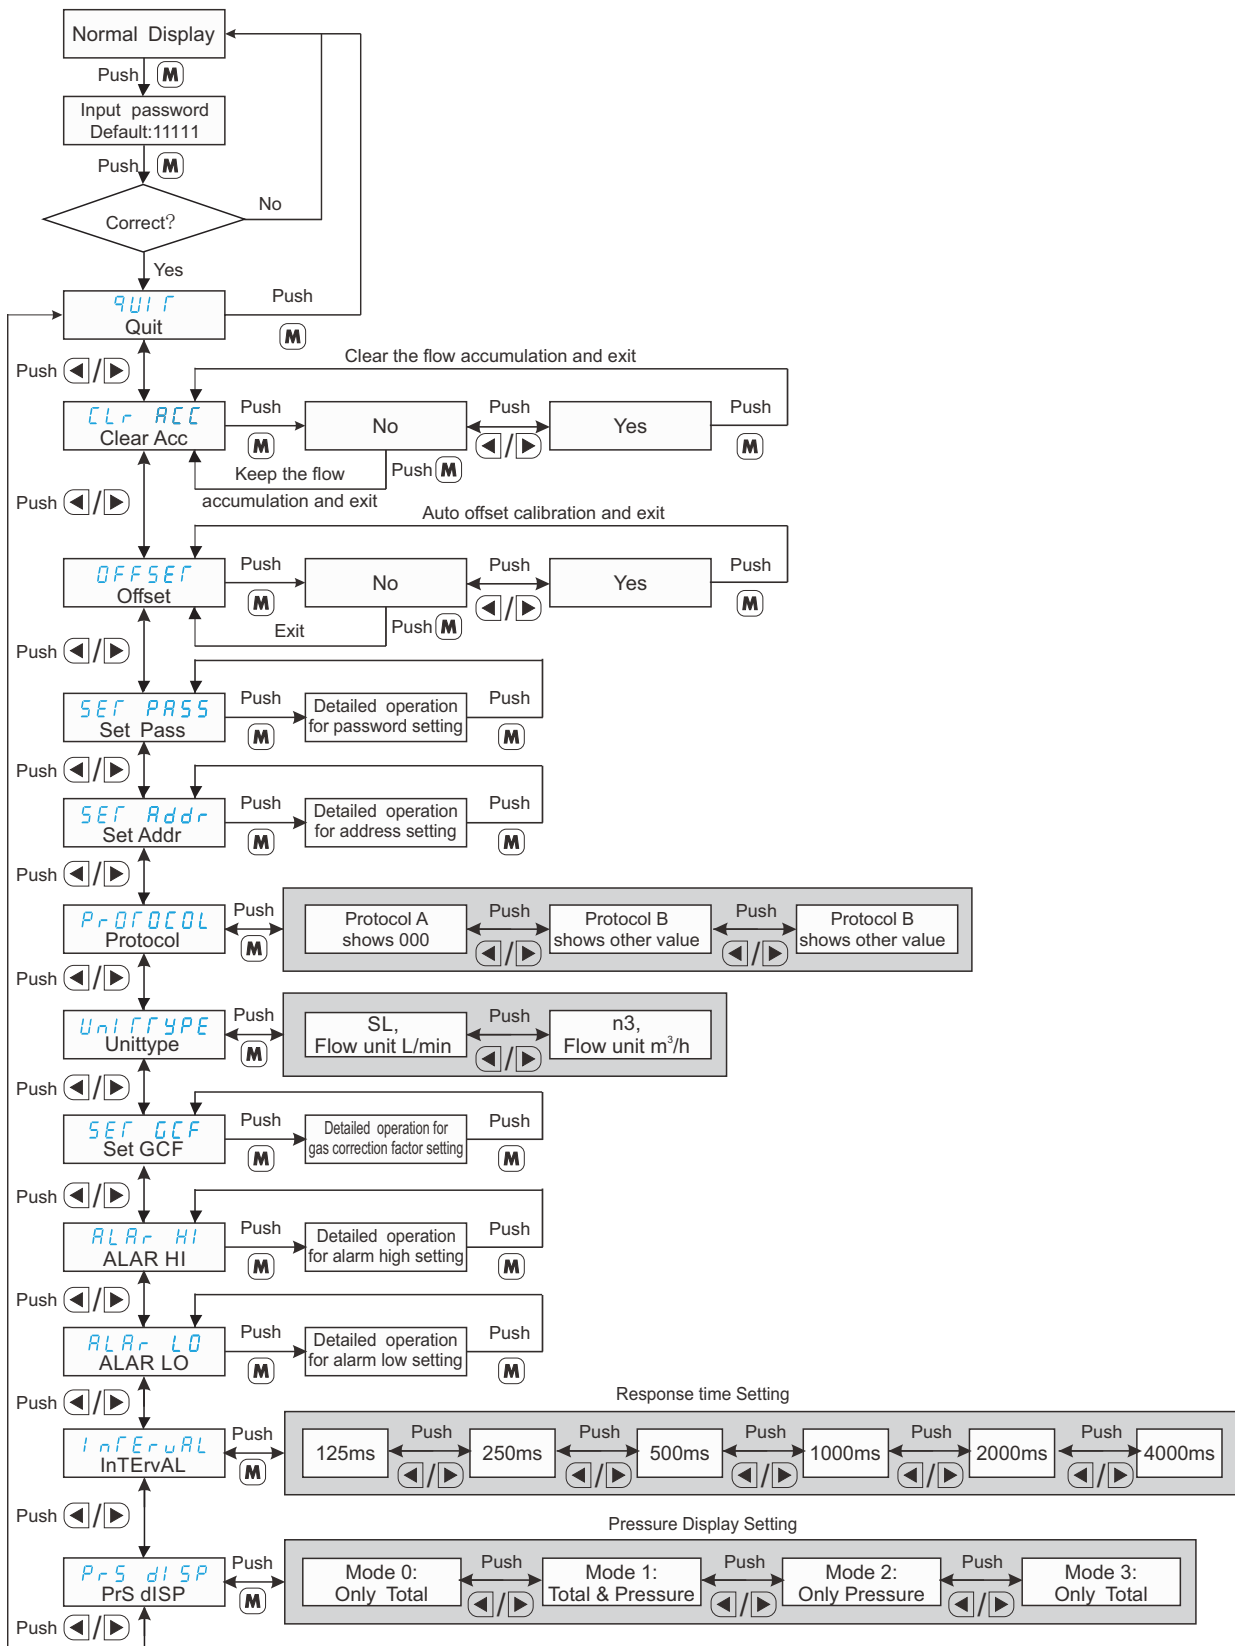 Normal Display
Push M
Input password
Default:11111
Push M
Correct?
No
Yes
QUIT
Quit
Push
M
Push ◀/▶
Clear the flow accumulation and exit
CLr ACC
Clear Acc
Push
M
No
Push
◀/▶
Yes
Push
M
Push M
Keep the flow
accumulation and exit
Push ◀/▶
Auto offset calibration and exit
OFFSET
Offset
Push
M
No
Push
◀/▶
Yes
Push
M
Push M
Exit
Push ◀/▶
SET PASS
Set Pass
Push
M
Detailed operation
for password setting
Push
M
Push ◀/▶
SET Addr
Set Addr
Push
M
Detailed operation
for address setting
Push
M
Push ◀/▶
PrOTOCOL
Protocol
Push
M
Protocol A
shows 000
Push
◀/▶
Protocol B
shows other value
Push
◀/▶
Protocol B
shows other value
Push ◀/▶
UnITTYPE
Unittype
Push
M
SL,
Flow unit L/min
Push
◀/▶
n3,
Flow unit m³/h
Push ◀/▶
SET GCF
Set GCF
Push
M
Detailed operation for
gas correction factor setting
Push
M
Push ◀/▶
ALAr HI
ALAR HI
Push
M
Detailed operation
for alarm high setting
Push
M
Push ◀/▶
ALAr LO
ALAR LO
Push
M
Detailed operation
for alarm low setting
Push
M
Push ◀/▶
Response time Setting
InTErvAL
InTErvAL
Push
M
125ms
Push
◀/▶
250ms
Push
◀/▶
500ms
Push
◀/▶
1000ms
Push
◀/▶
2000ms
Push
◀/▶
4000ms
Push ◀/▶
Pressure Display Setting
PrS dISP
PrS dISP
Push
M
Mode 0:
Only Total
Push
◀/▶
Mode 1:
Total & Pressure
Push
◀/▶
Mode 2:
Only Pressure
Push
◀/▶
Mode 3:
Only Total
Push ◀/▶